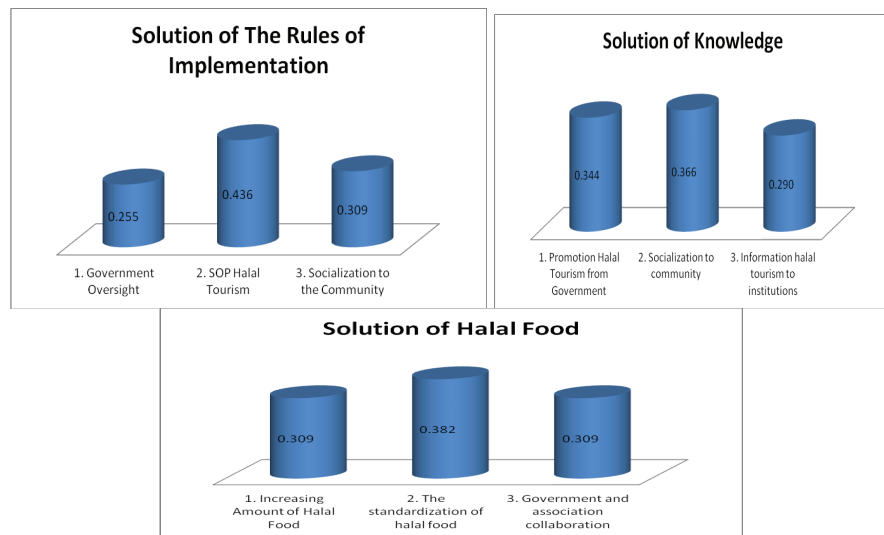 Solution of The Rules of
Implementation
0.255
0.436
0.309
1. Government
Oversight
2. SOP Halal
Tourism
3. Socialization to
the Community
Solution of Knowledge
0.344
0.366
0.290
1. Promotion Halal
Tourism from
Government
2. Socialization to
community
3. Information halal
tourism to
institutions
Solution of Halal Food
0.309
0.382
0.309
1. Increasing
Amount of Halal
Food
2. The
standardization of
halal food
3. Government and
association
collaboration